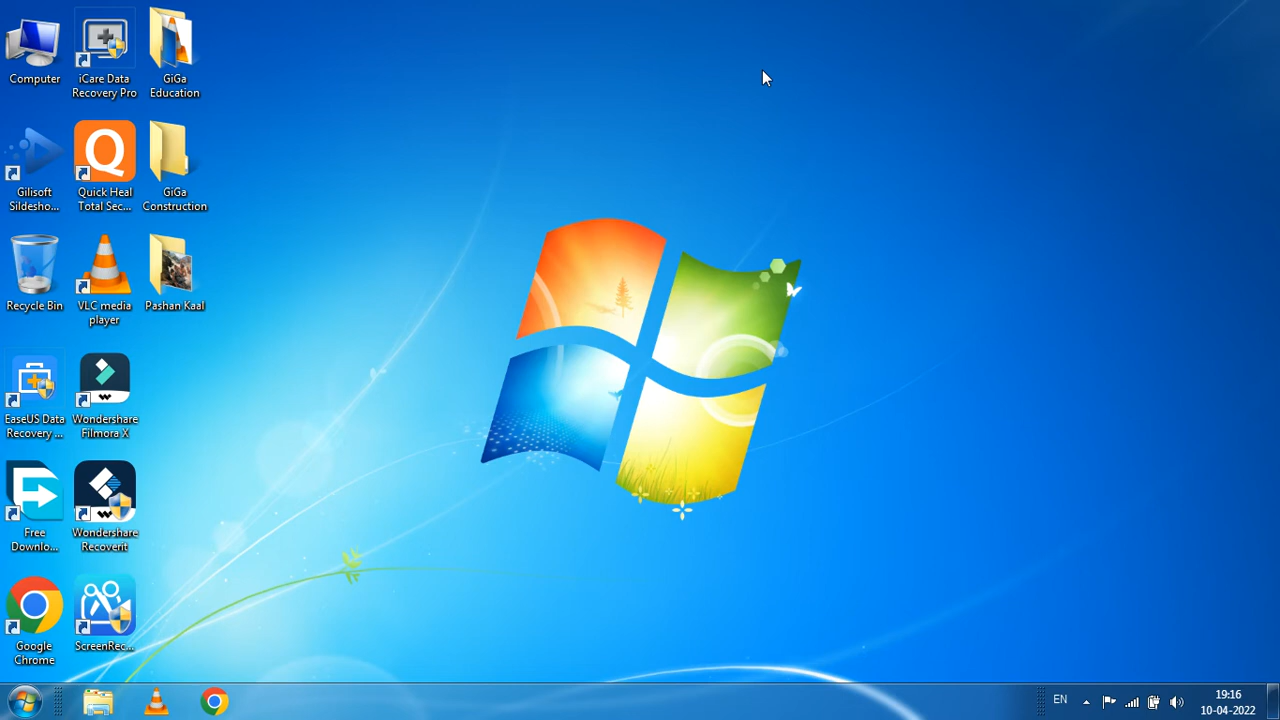 Computer
iCare Data
Recovery Pro
GiGa
Education
Gilisoft
Sildesho...
Quick Heal
Total Sec...
GiGa
Construction
Recycle Bin
VLC media
player
Pashan Kaal
EaseUS Data
Recovery ...
Wondershare
Filmora X
Free
Downlo...
Wondershare
Recoverit
Google
Chrome
ScreenRec...
EN
19:16
10-04-2022